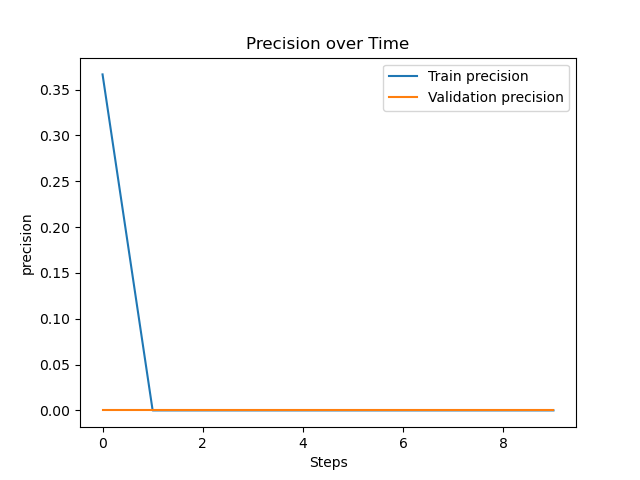 Precision over Time
Train precision
Validation precision
0.35
0.30
0.25
0.20
0.15
0.10
0.05
0.00
precision
0 2 4 6 8
Steps